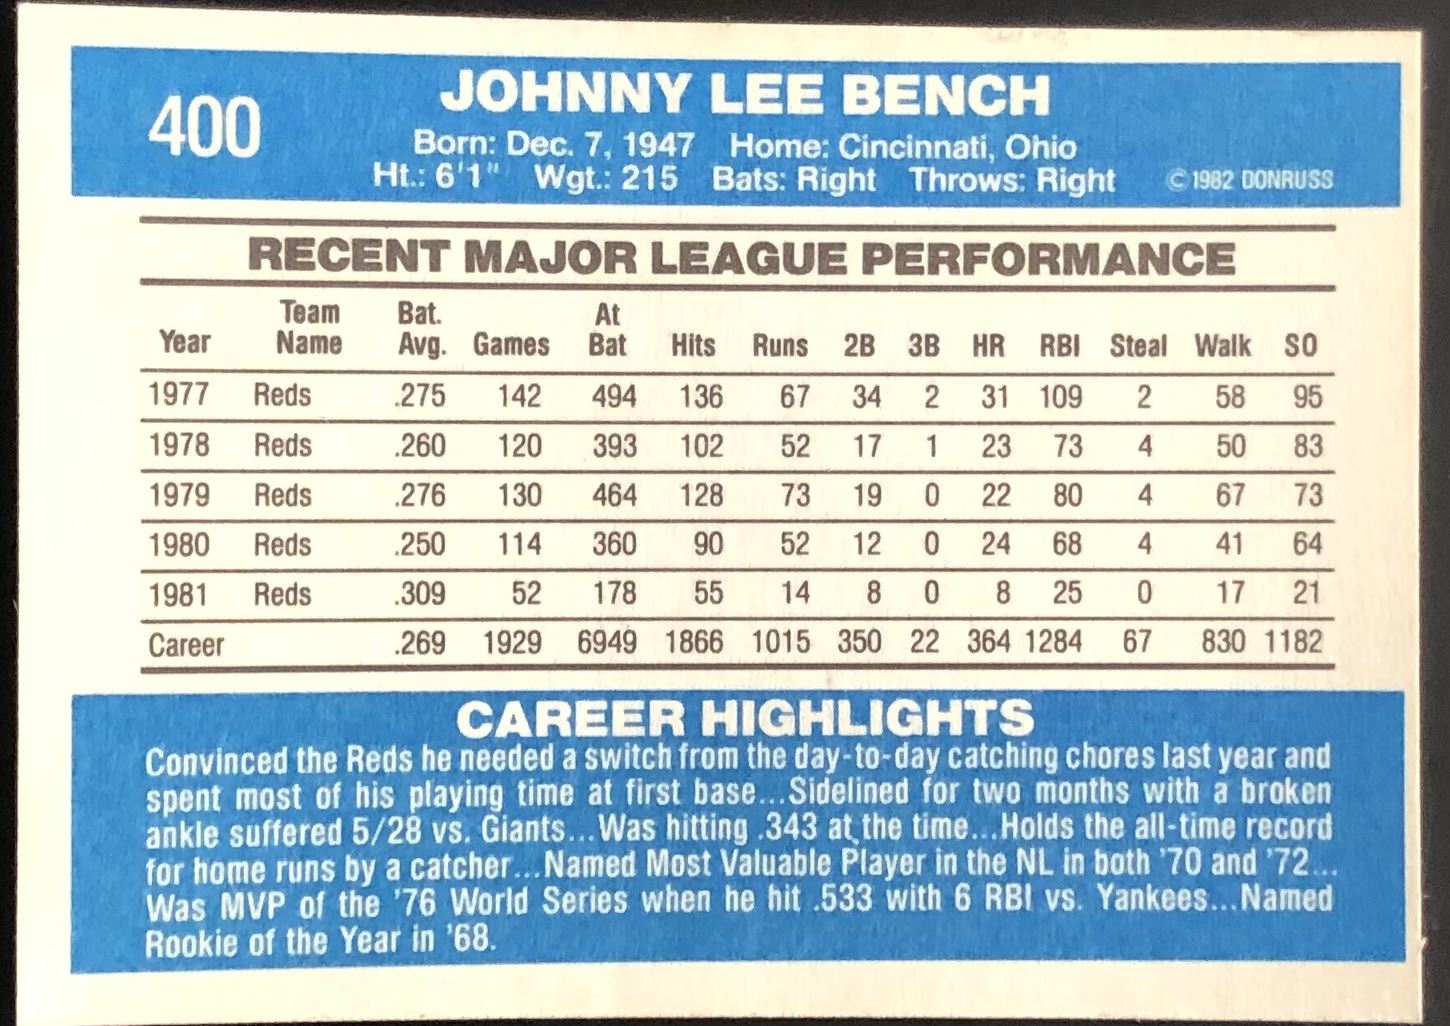 400
JOHNNY LEE BENCH
Born: Dec. 7, 1947 Home: Cincinnati, Ohio
Ht.: 6'1" Wgt.: 215 Bats: Right Throws: Right ©1982 DONRUSS
RECENT MAJOR LEAGUE PERFORMANCE
Year Team Name Bat. Avg. Games At Bat Hits Runs 2B 3B HR RBI Steal Walk SO
1977 Reds .275 142 494 136 67 34 2 31 109 2 58 95
1978 Reds .260 120 393 102 52 17 1 23 73 4 50 83
1979 Reds .276 130 464 128 73 19 0 22 80 4 67 73
1980 Reds .250 114 360 90 52 12 0 24 68 4 41 64
1981 Reds .309 52 178 55 14 8 0 8 25 0 17 21
Career .269 1929 6949 1866 1015 350 22 364 1284 67 830 1182
CAREER HIGHLIGHTS
Convinced the Reds he needed a switch from the day-to-day catching chores last year and
spent most of his playing time at first base...Sidelined for two months with a broken
ankle suffered 5/28 vs. Giants...Was hitting .343 at the time...Holds the all-time record
for home runs by a catcher...Named Most Valuable Player in the NL in both '70 and '72...
Was MVP of the '76 World Series when he hit .533 with 6 RBI vs. Yankees...Named
Rookie of the Year in '68.